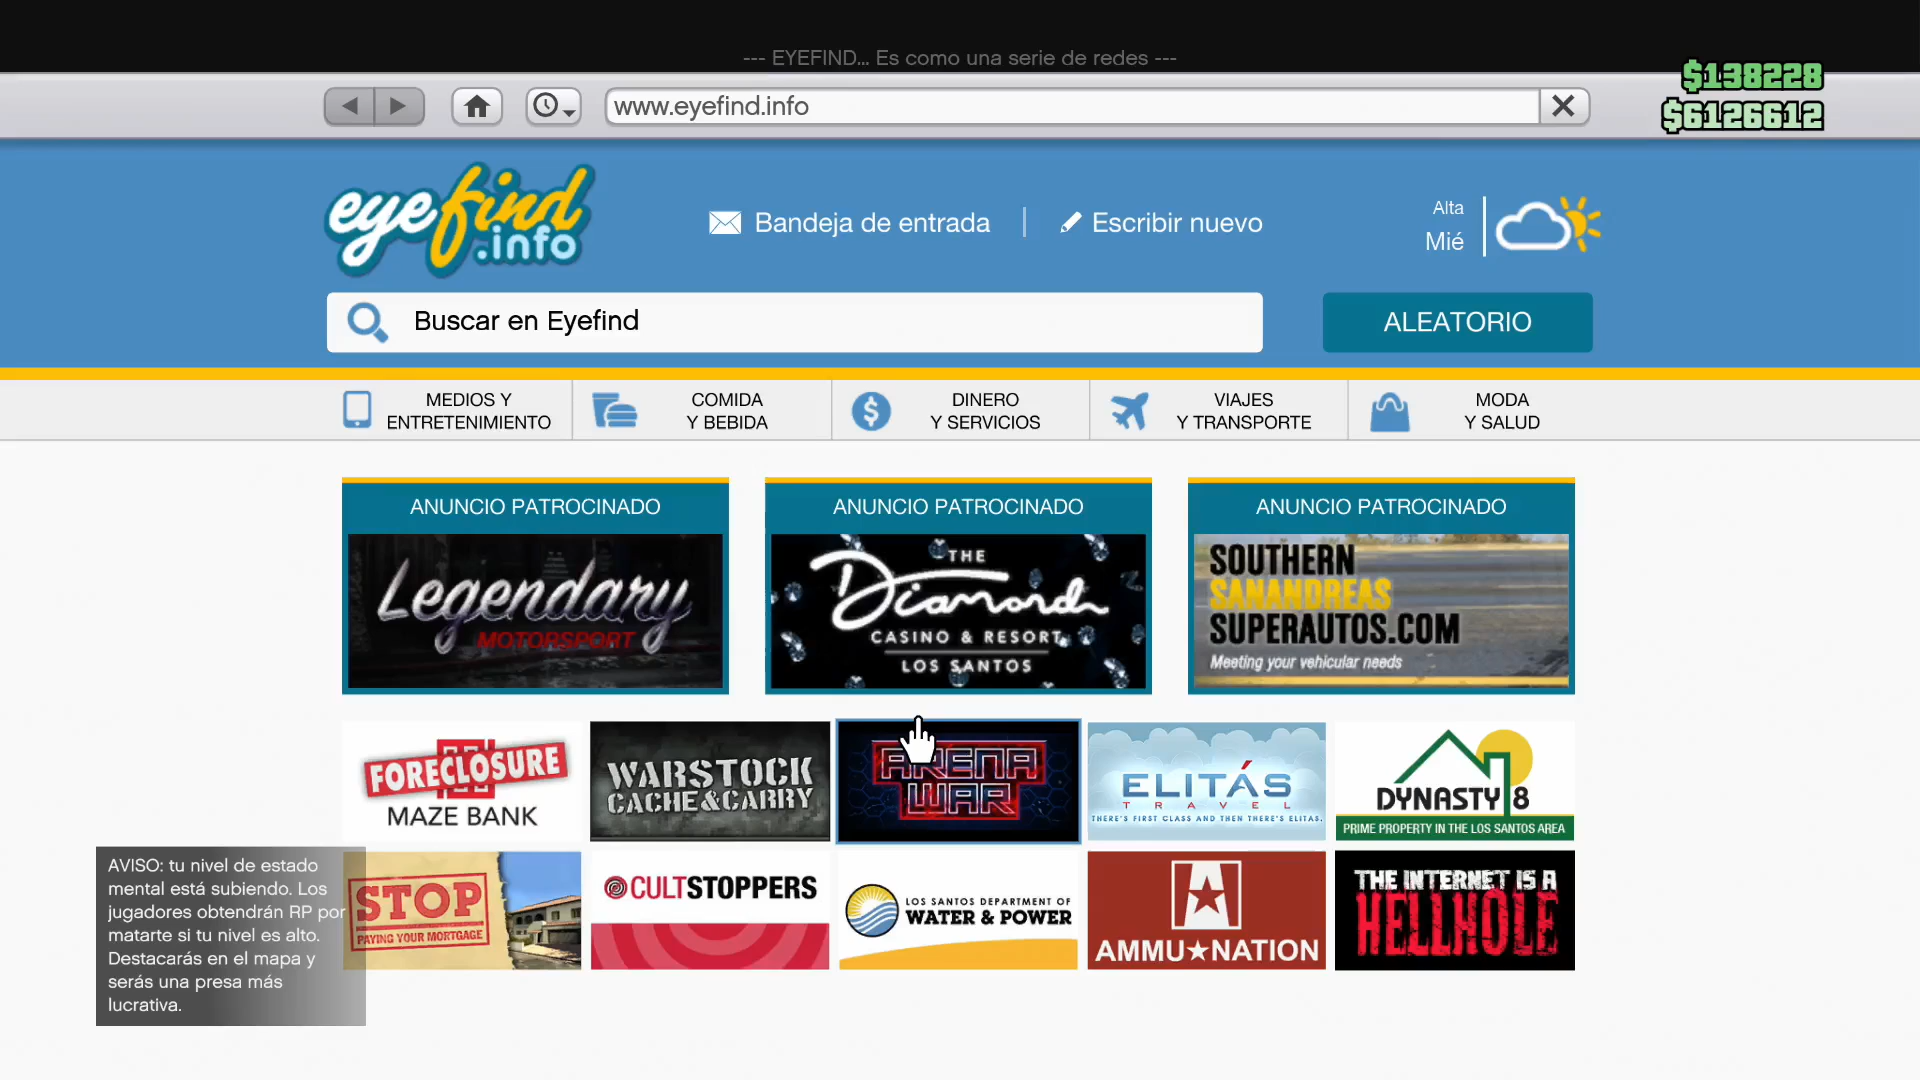 --- EYEFIND... Es como una serie de redes ---
$138228
www.eyefind.info
$6126612
eyefind
.info
Bandeja de entrada
Escribir nuevo
Alta
Mié
Buscar en Eyefind
ALEATORIO
MEDIOS Y
ENTRETENIMIENTO
COMIDA
Y BEBIDA
DINERO
Y SERVICIOS
VIAJES
Y TRANSPORTE
MODA
Y SALUD
ANUNCIO PATROCINADO
Legendary
MOTORSPORT
ANUNCIO PATROCINADO
THE
Diamond
CASINO & RESORT
LOS SANTOS
ANUNCIO PATROCINADO
SOUTHERN
SANANDREAS
SUPERAUTOS.COM
Meeting your vehicular needs
FORECLOSURE
MAZE BANK
WARSTOCK
CACHE&CARRY
ARENA
WAR
ELITÁS
TRAVEL
THERE'S FIRST CLASS AND THEN THERE'S ELITAS.
DYNASTY 8
PRIME PROPERTY IN THE LOS SANTOS AREA
AVISO: tu nivel de estado
mental está subiendo. Los
jugadores obtendrán RP por
matarte si tu nivel es alto.
Destacarás en el mapa y
serás una presa más
lucrativa.
STOP
PAYING YOUR MORTGAGE
CULTSTOPPERS
LOS SANTOS DEPARTMENT OF
WATER & POWER
AMMU★NATION
THE INTERNET IS A
HELLHOLE